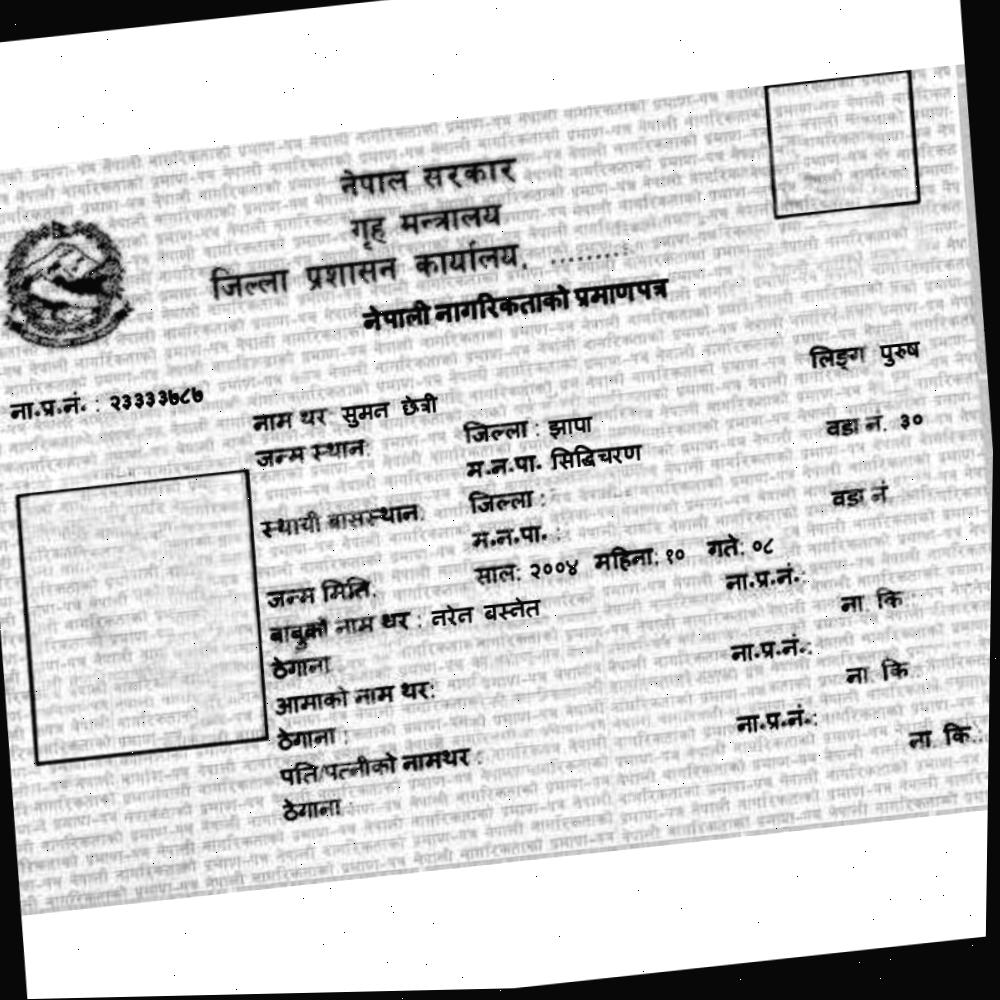 नेपाल सरकार
गृह मन्त्रालय
जिल्ला प्रशासन कार्यालय, .........
नेपाली नागरिकताको प्रमाणपत्र
लिङ्ग पुरुष
ना.प्र.नं. : २३३३३७८७
नाम थर सुमन छेत्री
जन्म स्थान: जिल्ला : झापा वडा नं. ३०
म.न.पा. सिद्धिचरण
स्थायी बासस्थान: जिल्ला : वडा नं
म.न.पा. :
जन्म मिति: साल: २००४ महिना: १० गते: ०८
बाबुको नाम थर : नरेन बस्नेत ना.प्र.नं.:
ठेगाना ना. कि
आमाको नाम थर: ना.प्र.नं.:
ठेगाना : ना. कि
पति/पत्नीको नामथर : ना.प्र.नं.:
ठेगाना : ना. कि.: